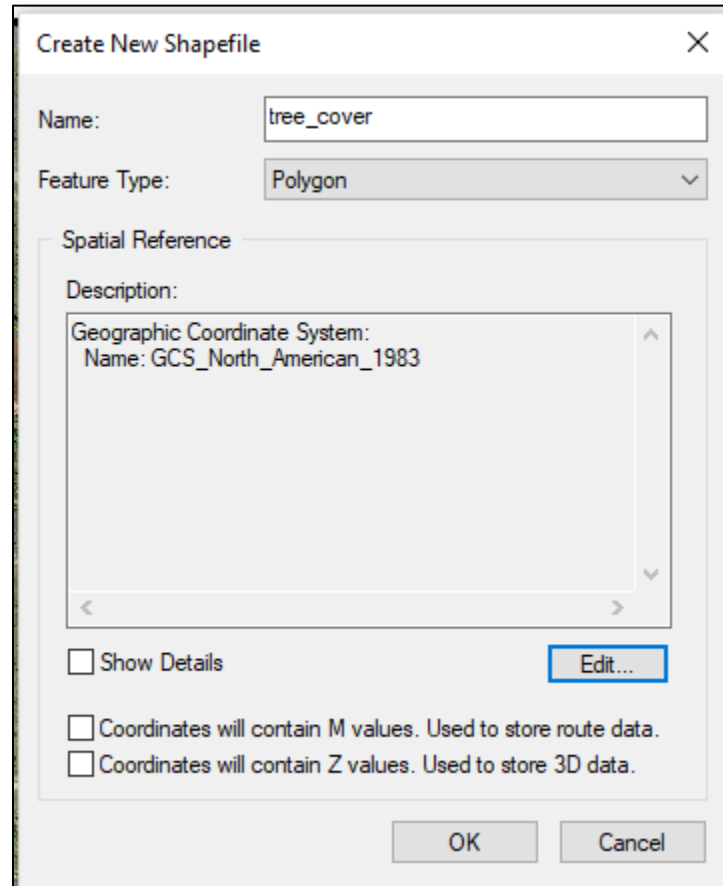 Create New Shapefile
Name: tree_cover
Feature Type: Polygon
Spatial Reference
Description:
Geographic Coordinate System:
Name: GCS_North_American_1983
Show Details Edit...
Coordinates will contain M values. Used to store route data.
Coordinates will contain Z values. Used to store 3D data.
OK Cancel